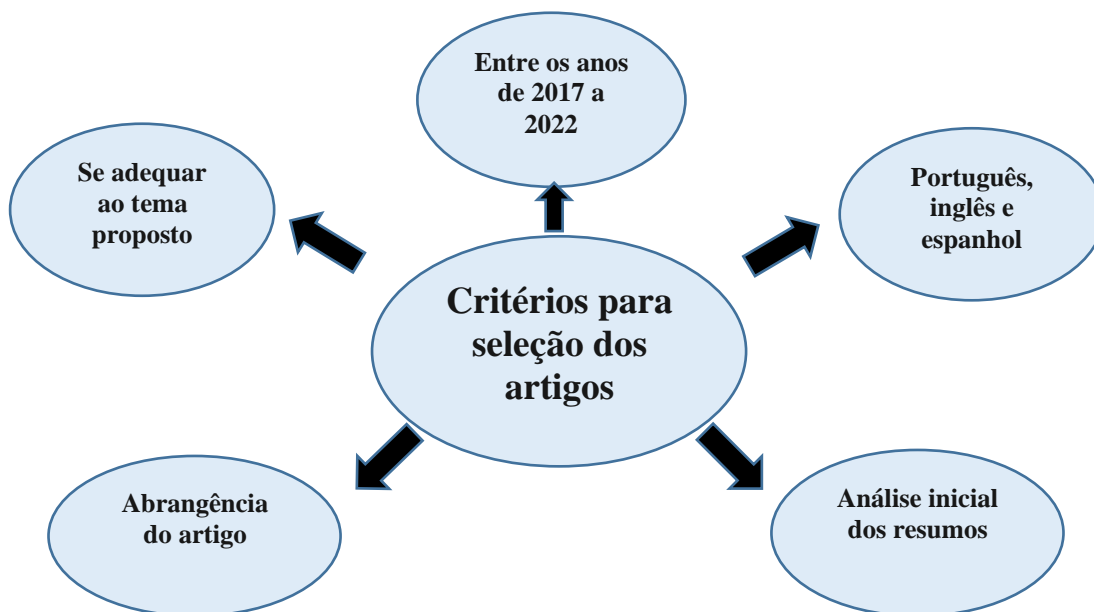 Entre os anos
de 2017 a
2022
Se adequar
ao tema
proposto
Português,
inglês e
espanhol
Critérios para
seleção dos
artigos
Abrangência
do artigo
Análise inicial
dos resumos